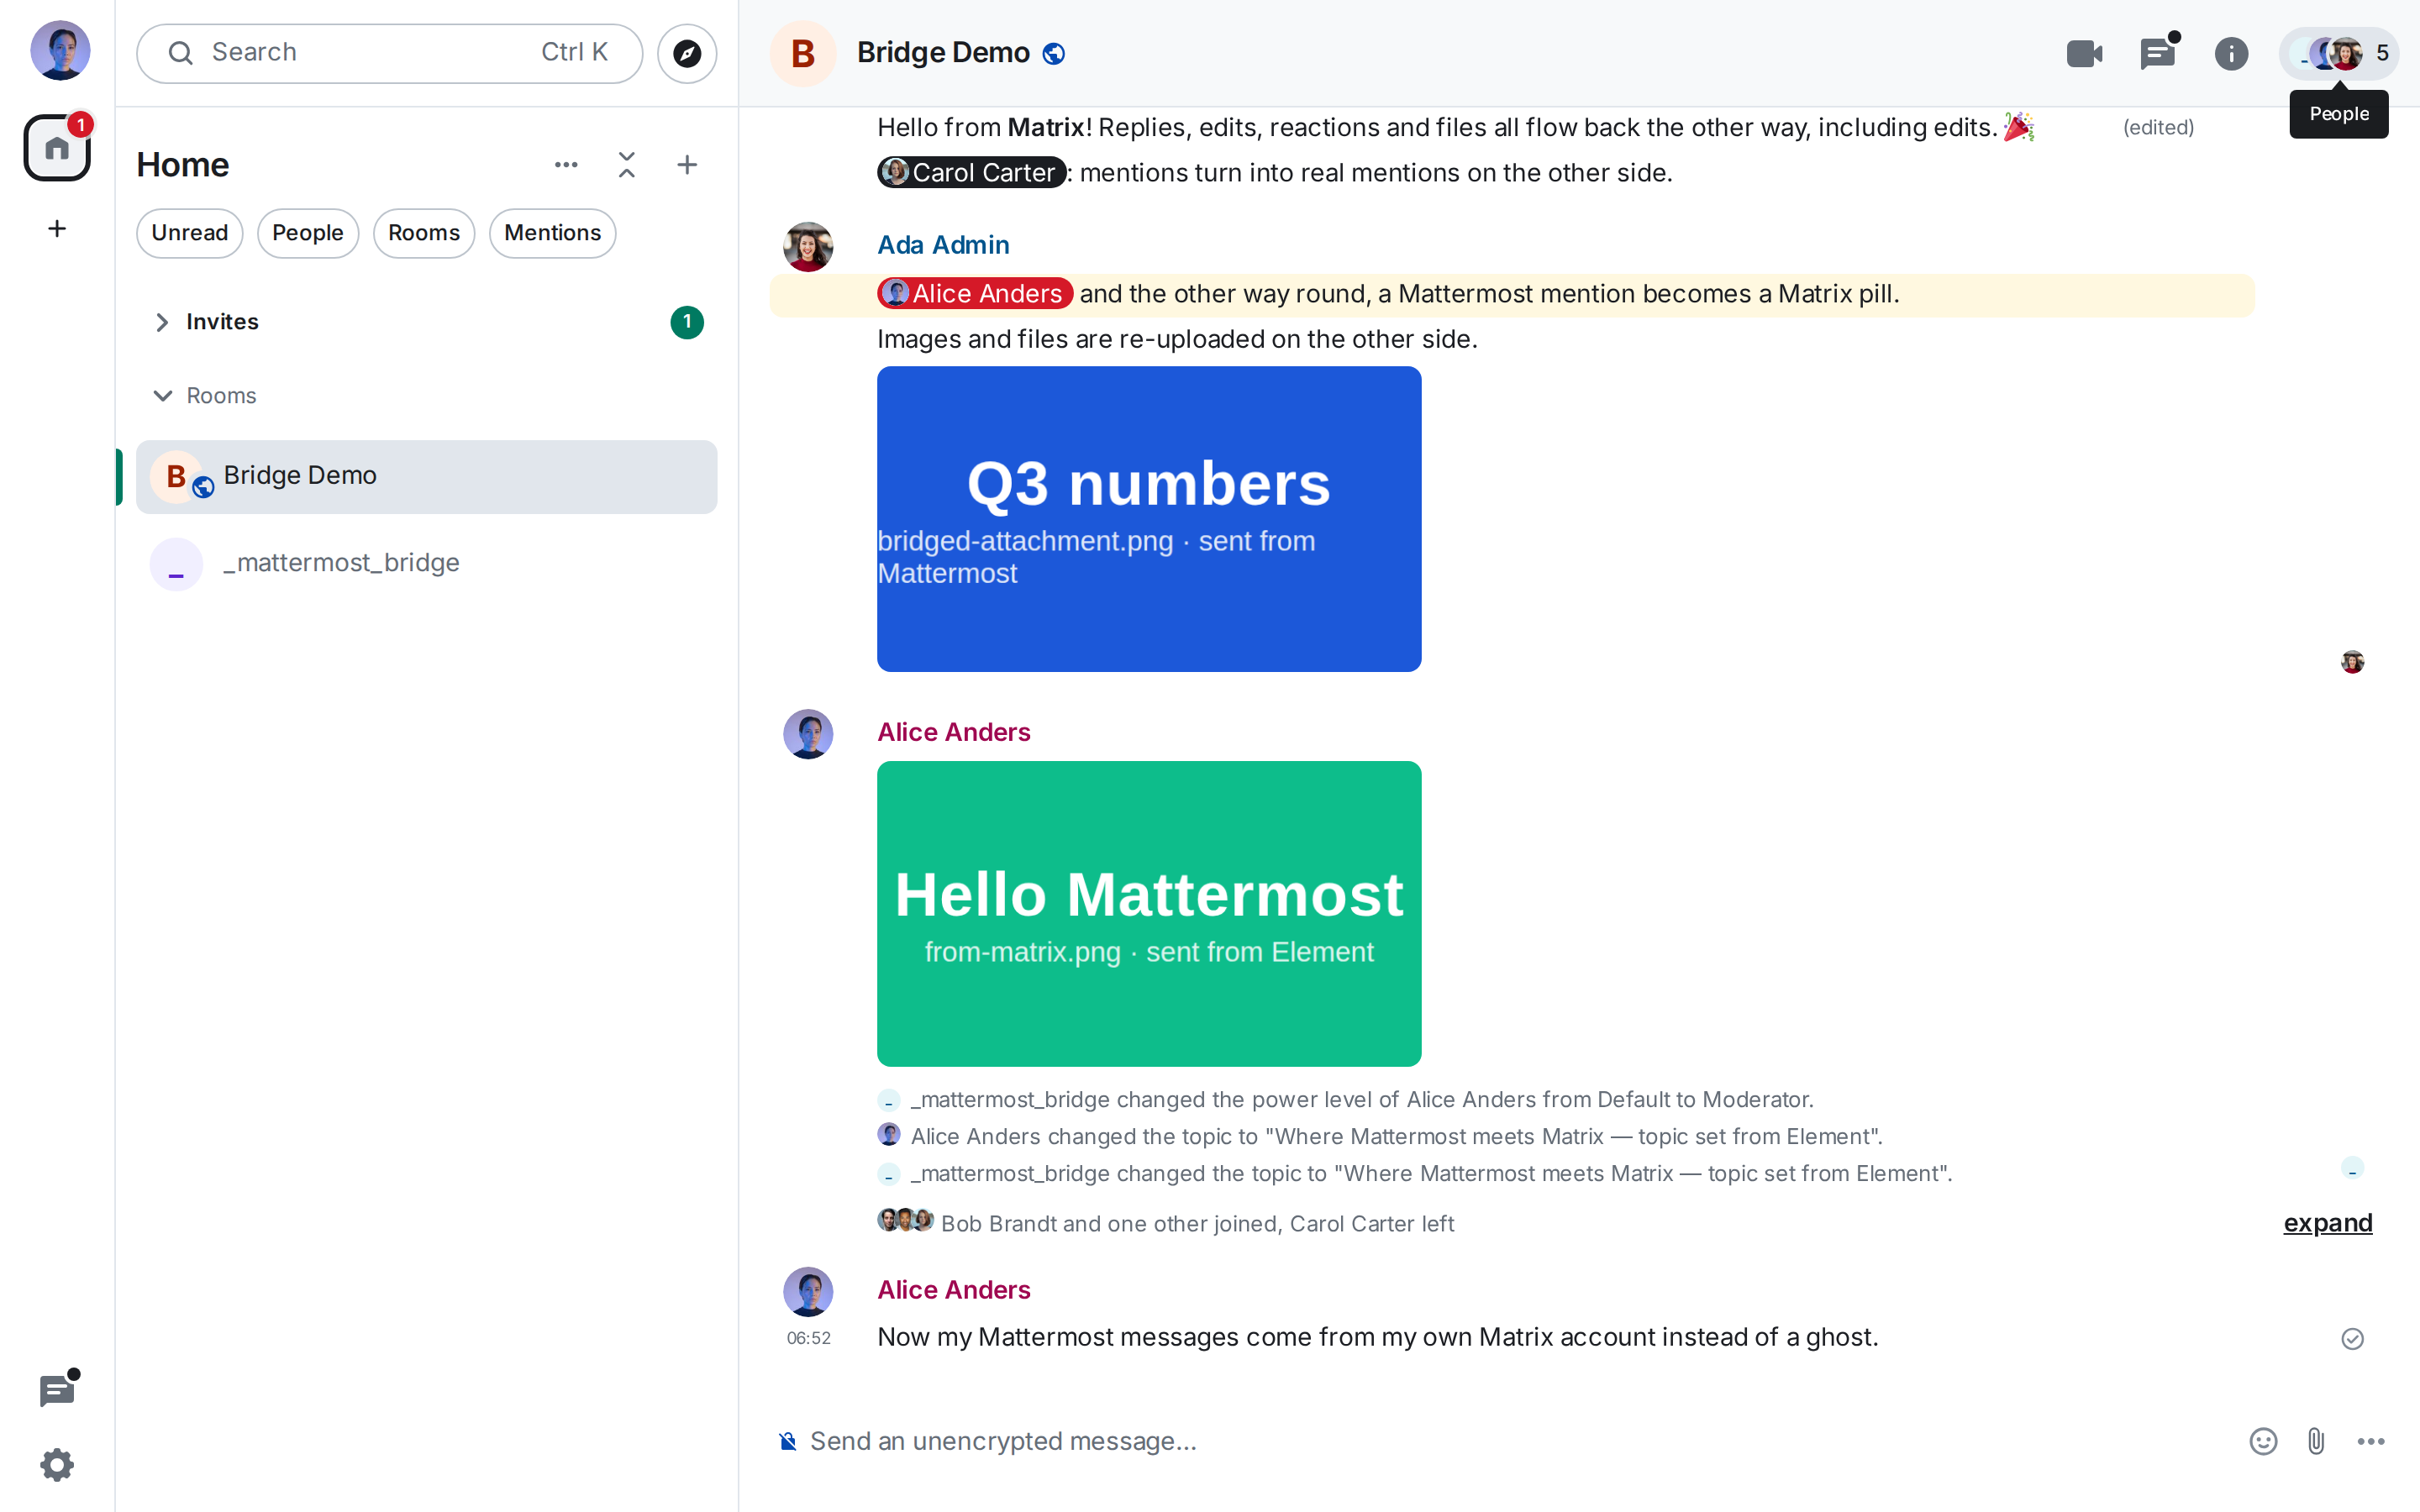 Search
Ctrl K
B
Bridge Demo
5
People
1
Home
Unread
People
Rooms
Mentions
Invites
1
Rooms
B
Bridge Demo
_
_mattermost_bridge
Hello from Matrix! Replies, edits, reactions and files all flow back the other way, including edits.🎉 (edited)
Carol Carter: mentions turn into real mentions on the other side.
Ada Admin
Alice Anders and the other way round, a Mattermost mention becomes a Matrix pill.
Images and files are re-uploaded on the other side.
Q3 numbers
bridged-attachment.png · sent from
Mattermost
Alice Anders
Hello Mattermost
from-matrix.png · sent from Element
_mattermost_bridge changed the power level of Alice Anders from Default to Moderator.
Alice Anders changed the topic to "Where Mattermost meets Matrix — topic set from Element".
_mattermost_bridge changed the topic to "Where Mattermost meets Matrix — topic set from Element".
Bob Brandt and one other joined, Carol Carter left
expand
Alice Anders
06:52
Now my Mattermost messages come from my own Matrix account instead of a ghost.
Send an unencrypted message...